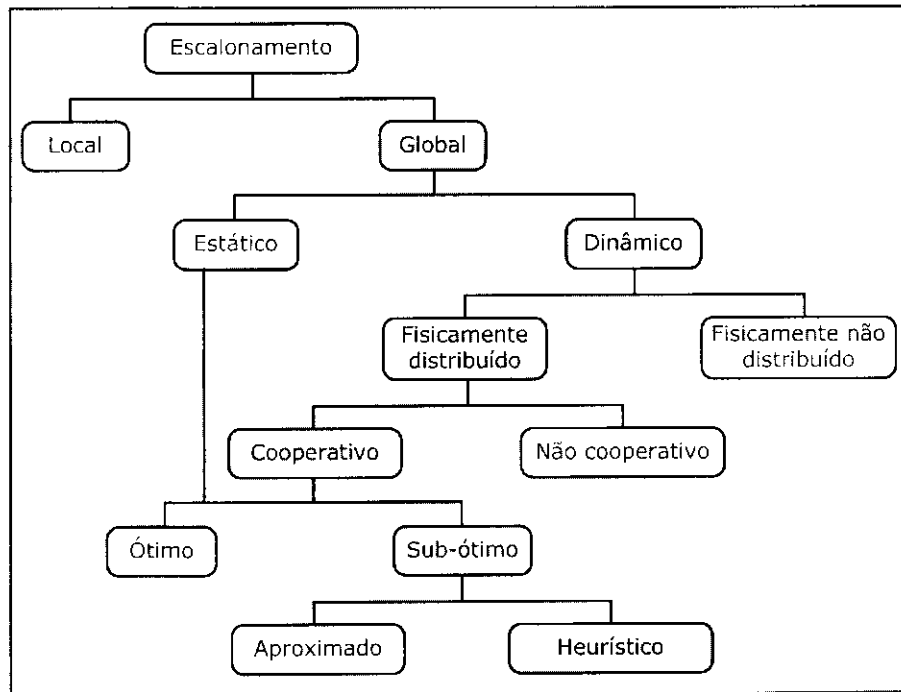 Escalonamento
Local
Global
Estático
Dinâmico
Fisicamente
distribuído
Fisicamente não
distribuído
Cooperativo
Não cooperativo
Ótimo
Sub-ótimo
Aproximado
Heurístico